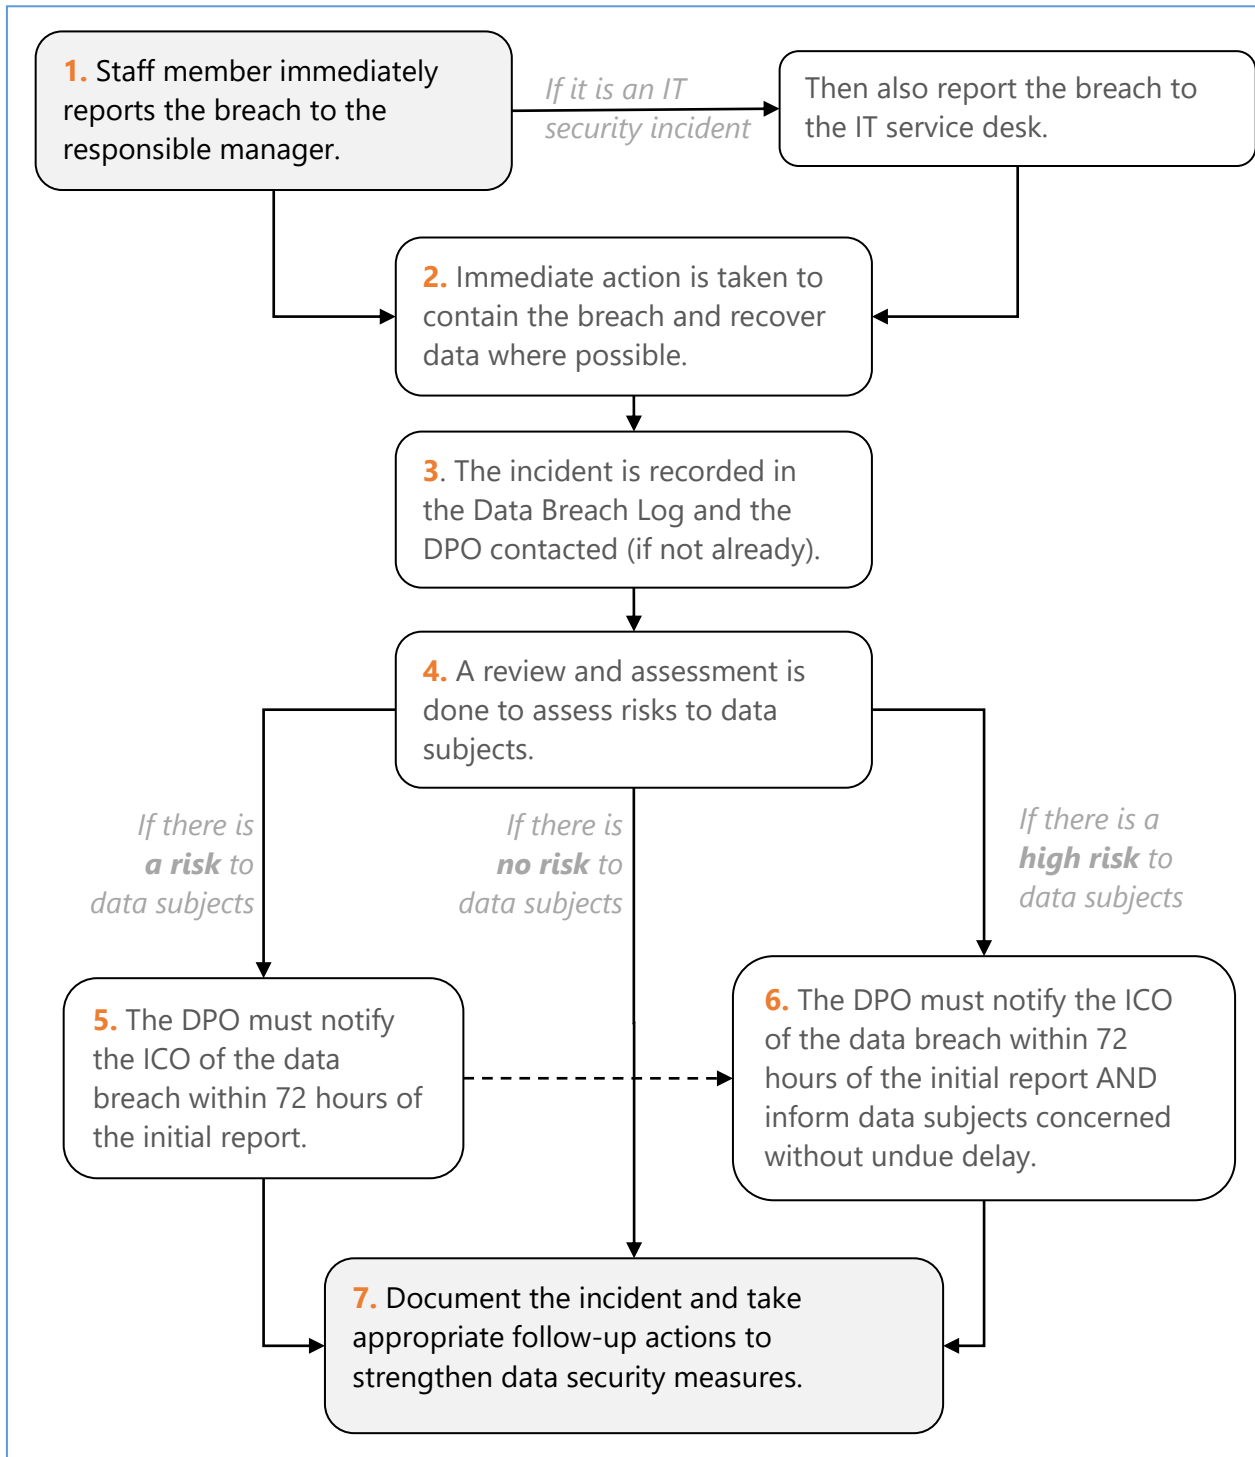 1. Staff member immediately
reports the breach to the
responsible manager.
If it is an IT
security incident
Then also report the breach to
the IT service desk.
2. Immediate action is taken to
contain the breach and recover
data where possible.
3. The incident is recorded in
the Data Breach Log and the
DPO contacted (if not already).
4. A review and assessment is
done to assess risks to data
subjects.
If there is
a risk to
data subjects
If there is
no risk to
data subjects
If there is a
high risk to
data subjects
5. The DPO must notify
the ICO of the data
breach within 72 hours of
the initial report.
6. The DPO must notify the ICO
of the data breach within 72
hours of the initial report AND
inform data subjects concerned
without undue delay.
7. Document the incident and take
appropriate follow-up actions to
strengthen data security measures.